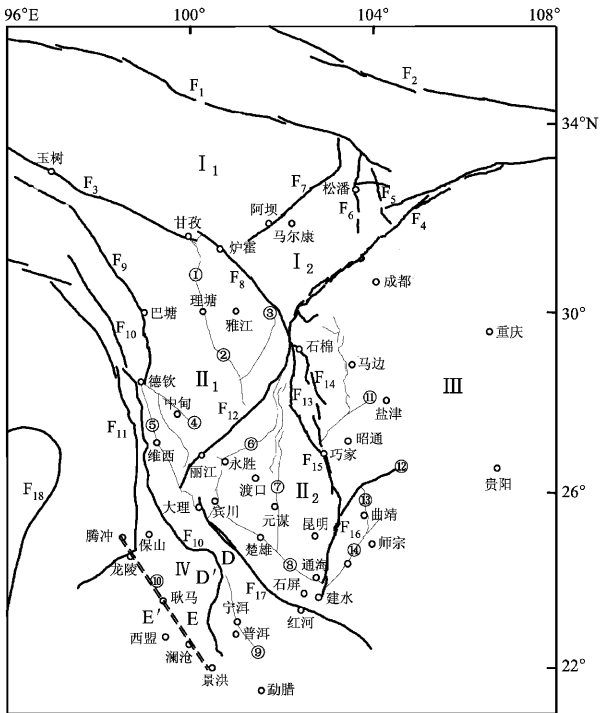 96°E 100° 104° 108°
F₁
F₂
34°N
玉树
I₁
F₃
F₇
松潘
F₅
F₆
F₄
阿坝
马尔康
甘孜
炉霍
I₂
F₉
①
F₈
成都
理塘
③
雅江
巴塘
30°
F₁₀
重庆
②
石棉
马边
F₁₄
德钦
II₁
III
中甸
④
F₁₂
F₁₃
⑪
盐津
⑤
F₁₁
维西
⑥
昭通
丽江
永胜
F₁₅
巧家
⑫
贵阳
F₁₈
渡口
⑦
II₂
⑬
大理
宾川
元谋
26°
曲靖
F₁₆
腾冲
保山
F₁₀
楚雄
昆明
师宗
龙陵
IV
D
⑧
通海
⑭
D'
⑩
耿马
F₁₇
石屏
建水
E'
E
宁洱
红河
西盟
普洱
澜沧
⑨
景洪
22°
勐腊